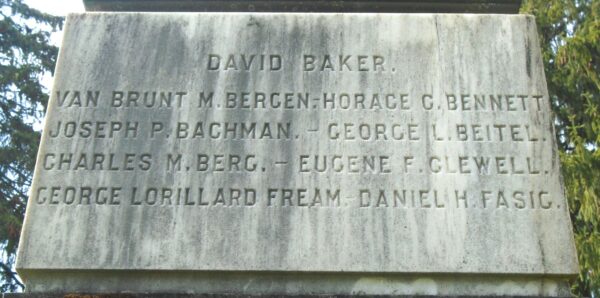 DAVID BAKER.
VAN BRUNT M. BERGEN.-HORACE C. BENNETT
JOSEPH P. BACHMAN. - GEORGE L. BEITEL.
CHARLES M. BERG. - EUGENE F. CLEWELL.
GEORGE LORILLARD FREAM.-DANIEL H. FASIG.